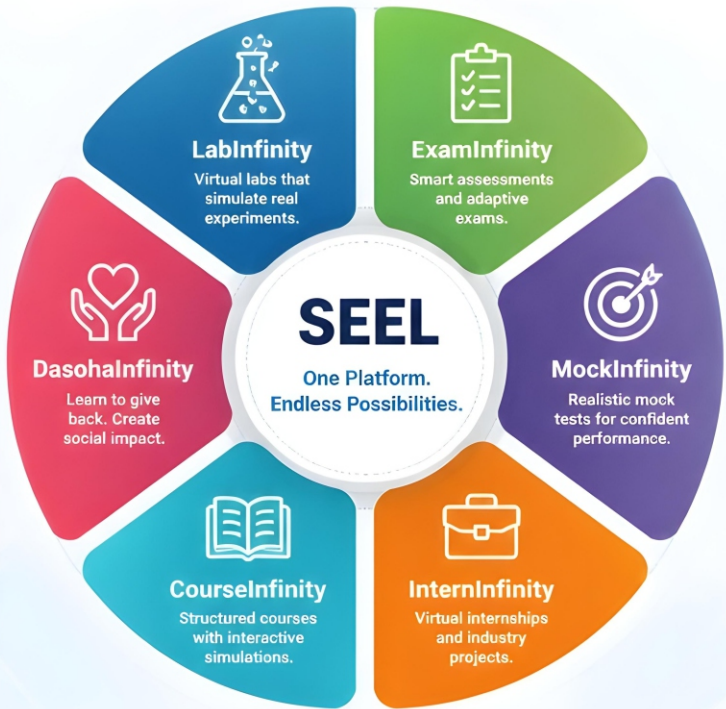 LabInfinity
Virtual labs that
simulate real
experiments.
ExamInfinity
Smart assessments
and adaptive
exams.
DasohaInfinity
Learn to give
back. Create
social impact.
SEEL
One Platform.
Endless Possibilities.
MockInfinity
Realistic mock
tests for confident
performance.
CourseInfinity
Structured courses
with interactive
simulations.
InternInfinity
Virtual internships
and industry
projects.